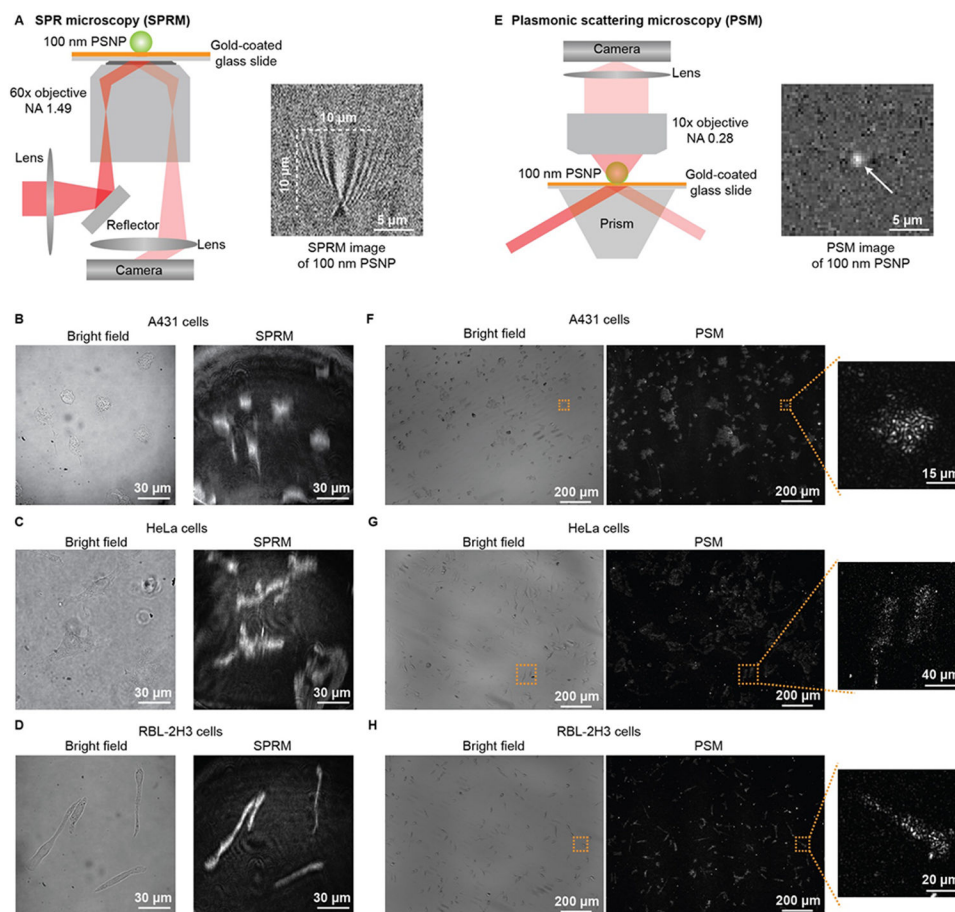 A SPR microscopy (SPRM)
100 nm PSNP
Gold-coated
glass slide
60x objective
NA 1.49
Lens
Reflector
Lens
Camera
10 µm
10 µm
5 µm
SPRM image
of 100 nm PSNP
E Plasmonic scattering microscopy (PSM)
Camera
Lens
10x objective
NA 0.28
100 nm PSNP
Gold-coated
glass slide
Prism
5 µm
PSM image
of 100 nm PSNP
B A431 cells
Bright field SPRM
30 µm 30 µm
F A431 cells
Bright field PSM
200 µm 200 µm 15 µm
C HeLa cells
Bright field SPRM
30 µm 30 µm
G HeLa cells
Bright field PSM
200 µm 200 µm 40 µm
D RBL-2H3 cells
Bright field SPRM
30 µm 30 µm
H RBL-2H3 cells
Bright field PSM
200 µm 200 µm 20 µm